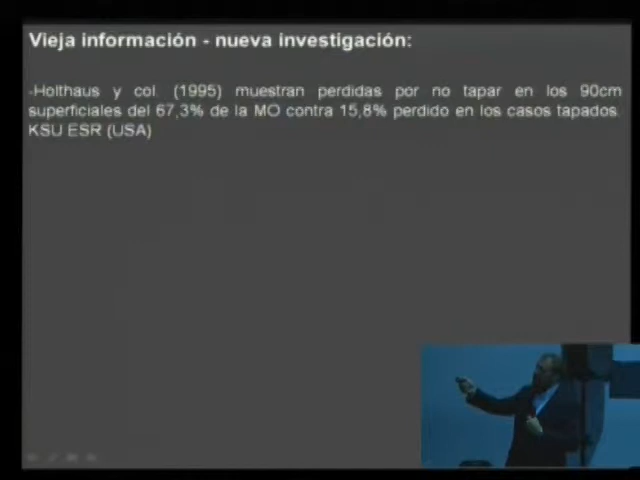 Vieja información - nueva investigación:
-Holthaus y col. (1995) muestran perdidas por no tapar en los 90cm
superficiales del 67,3% de la MO contra 15,8% perdido en los casos tapados.
KSU ESR (USA)